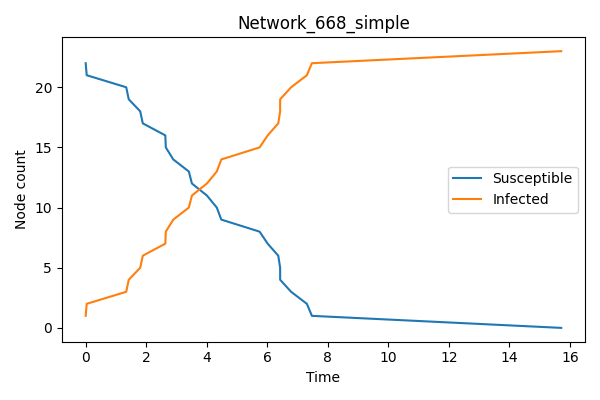 Network_668_simple
Node count
20
15
10
5
0
Susceptible
Infected
0 2 4 6 8 10 12 14 16
Time